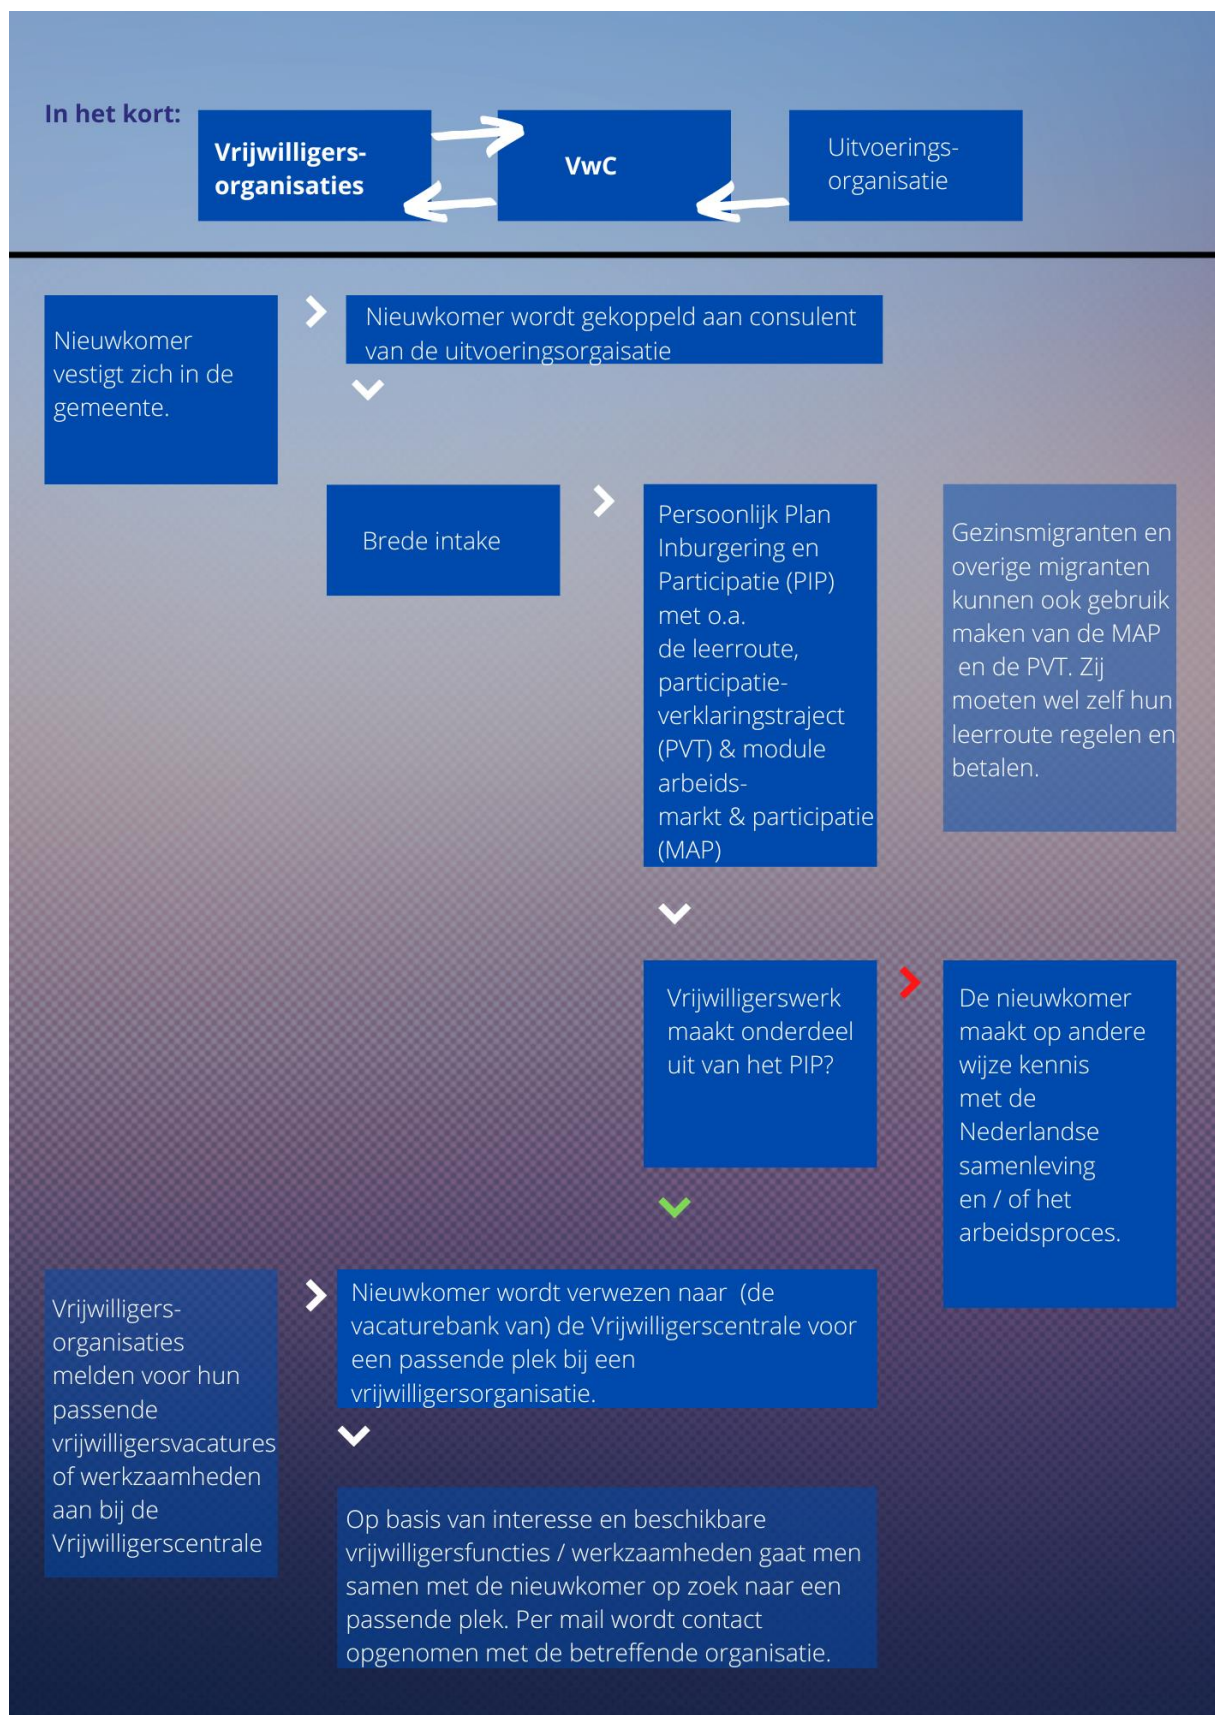 In het kort:
Vrijwilligers-
organisaties
VwC
Uitvoerings-
organisatie
Nieuwkomer
vestigt zich in de
gemeente.
Nieuwkomer wordt gekoppeld aan consulent
van de uitvoeringsorgaisatie
Brede intake
Persoonlijk Plan
Inburgering en
Participatie (PIP)
met o.a.
de leerroute,
participatie-
verklaringstraject
(PVT) & module
arbeids-
markt & participatie
(MAP)
Gezinsmigranten en
overige migranten
kunnen ook gebruik
maken van de MAP
en de PVT. Zij
moeten wel zelf hun
leerroute regelen en
betalen.
Vrijwilligerswerk
maakt onderdeel
uit van het PIP?
De nieuwkomer
maakt op andere
wijze kennis
met de
Nederlandse
samenleving
en / of het
arbeidsproces.
Vrijwilligers-
organisaties
melden voor hun
passende
vrijwilligersvacatures
of werkzaamheden
aan bij de
Vrijwilligerscentrale
Nieuwkomer wordt verwezen naar (de
vacaturebank van) de Vrijwilligerscentrale voor
een passende plek bij een
vrijwilligersorganisatie.
Op basis van interesse en beschikbare
vrijwilligersfuncties / werkzaamheden gaat men
samen met de nieuwkomer op zoek naar een
passende plek. Per mail wordt contact
opgenomen met de betreffende organisatie.